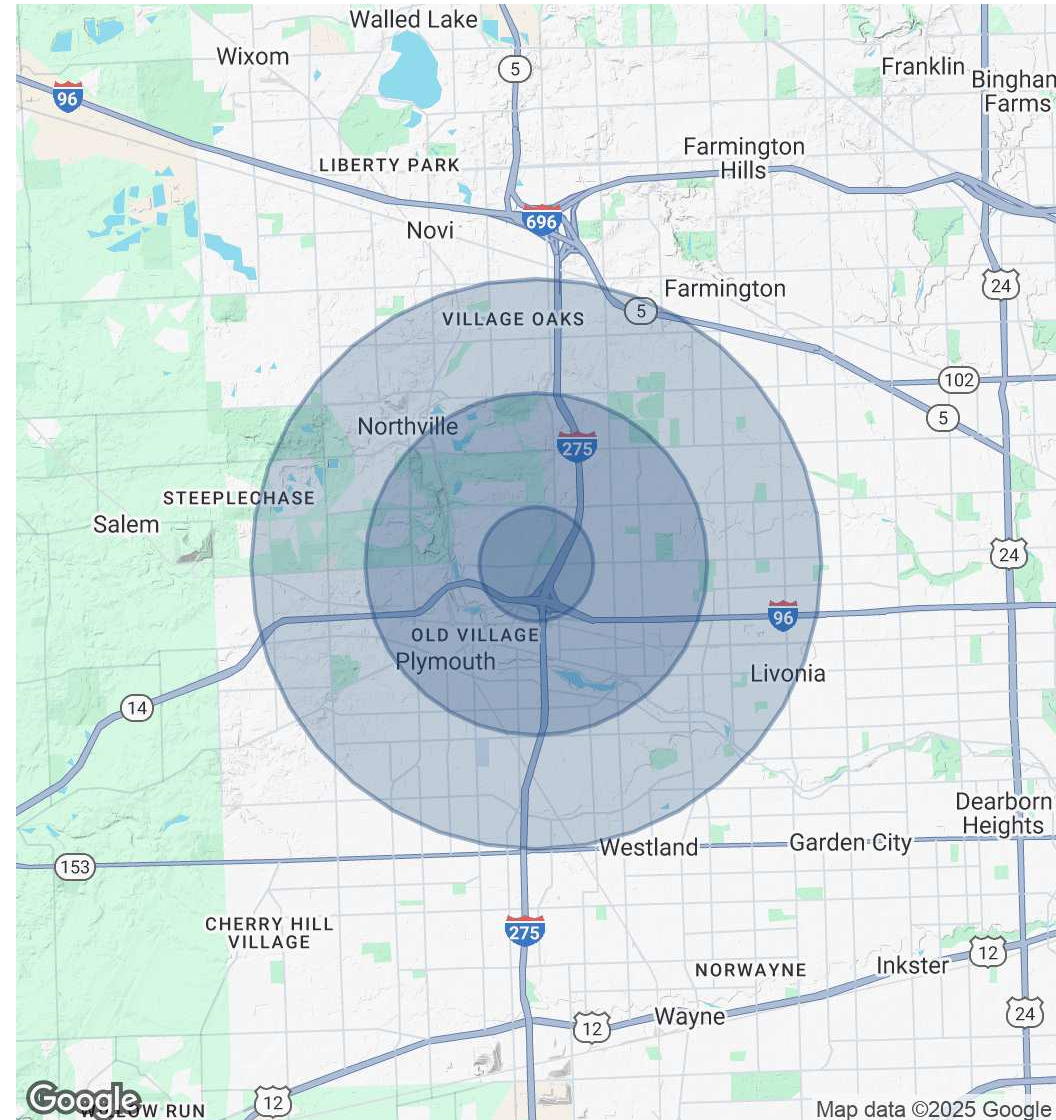 Walled Lake
Wixom
Franklin
Bingham
Farms
5
96
Farmington
Hills
LIBERTY PARK
696
Novi
Farmington
24
VILLAGE OAKS
5
102
5
Northville
275
STEEPLECHASE
Salem
24
96
OLD VILLAGE
Plymouth
Livonia
14
Dearborn
Heights
Westland
Garden City
153
CHERRY HILL
VILLAGE
275
NORWAYNE
Inkster
12
Wayne
12
24
12
Google
WILLOW RUN
Map data ©2025 Google